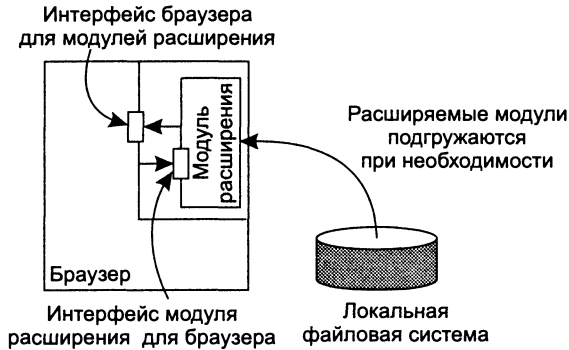 Интерфейс браузера
для модулей расширения
Модуль
расширения
Расширяемые модули
подгружаются
при необходимости
Браузер
Интерфейс модуля
расширения для браузера
Локальная
файловая система